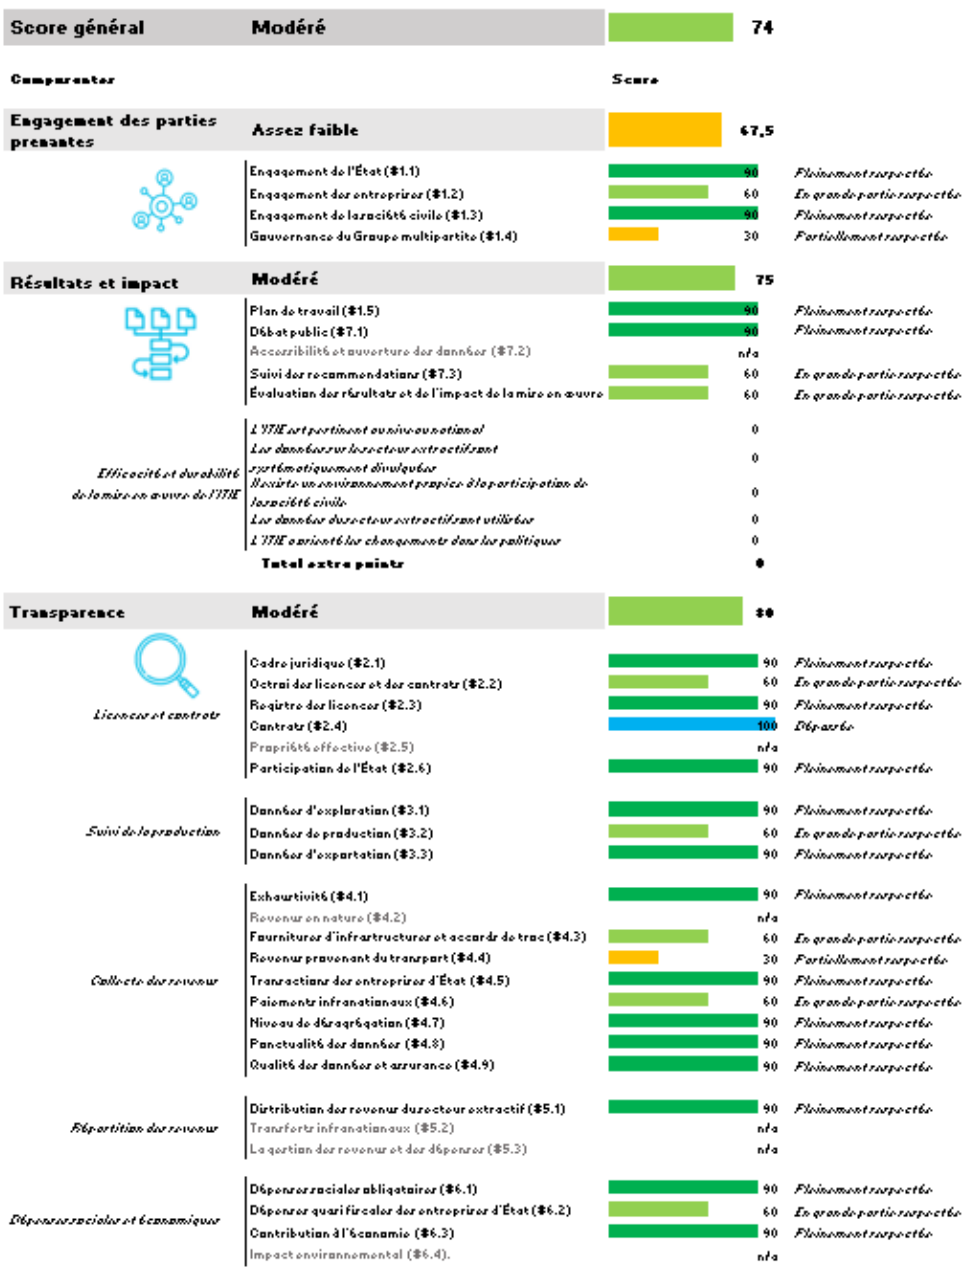 Score général Modéré 74
Composantes Score
Engagement des parties prenantes Assez faible 67,5
Engagement de l'État (#1.1) 90 Pleinement respectée
Engagement des entreprises (#1.2) 60 En grande partie respectée
Engagement de la société civile (#1.3) 90 Pleinement respectée
Gouvernance du Groupe multipartite (#1.4) 30 Partiellement respectée
Résultats et impact Modéré 75
Plan de travail (#1.5) 90 Pleinement respectée
Débat public (#7.1) 90 Pleinement respectée
Accessibilité et ouverture des données (#7.2) n/a
Suivi des recommendations (#7.3) 60 En grande partie respectée
Évaluation des résultats et de l'impact de la mise en œuvre 60 En grande partie respectée
Efficacité et durabilité de la mise en œuvre de l'ITIE
L'ITIE est pertinent au niveau national 0
Les données sur le secteur extractif sont
systématiquement divulguées 0
Il existe un environnement propice à la participation de
la société civile 0
Les données du secteur extractif sont utilisées 0
L'ITIE a orienté les changements dans les politiques 0
Total extra points 0
Transparence Modéré 80
Licences et contrats
Cadre juridique (#2.1) 90 Pleinement respectée
Octroi des licences et des contrats (#2.2) 60 En grande partie respectée
Registre des licences (#2.3) 90 Pleinement respectée
Contrats (#2.4) 100 Dépassée
Propriété effective (#2.5) n/a
Participation de l'État (#2.6) 90 Pleinement respectée
Suivi de la production
Données d'exploration (#3.1) 90 Pleinement respectée
Données de production (#3.2) 60 En grande partie respectée
Données d'exportation (#3.3) 90 Pleinement respectée
Collecte des revenus
Exhaustivité (#4.1) 90 Pleinement respectée
Revenus en nature (#4.2) n/a
Fournitures d'infrastructures et accords de troc (#4.3) 60 En grande partie respectée
Revenus provenant du transport (#4.4) 30 Partiellement respectée
Transactions des entreprises d'État (#4.5) 90 Pleinement respectée
Paiements infranationaux (#4.6) 60 En grande partie respectée
Niveau de désagrégation (#4.7) 90 Pleinement respectée
Ponctualité des données (#4.8) 90 Pleinement respectée
Qualité des données et assurance (#4.9) 90 Pleinement respectée
Répartition des revenus
Distribution des revenus du secteur extractif (#5.1) 90 Pleinement respectée
Transferts infranationaux (#5.2) n/a
La gestion des revenus et des dépenses (#5.3) n/a
Dépenses sociales et économiques
Dépenses sociales obligatoires (#6.1) 90 Pleinement respectée
Dépenses quasi fiscales des entreprises d'État (#6.2) 60 En grande partie respectée
Contribution à l'économie (#6.3) 90 Pleinement respectée
Impact environnemental (#6.4). n/a